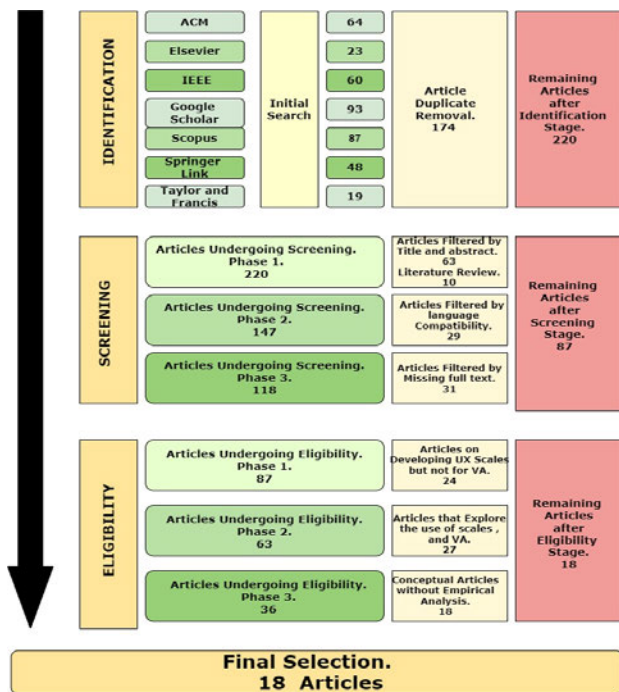 IDENTIFICATION
ACM
Elsevier
IEEE
Google
Scholar
Scopus
Springer
Link
Taylor and
Francis
Initial
Search
64
23
60
93
87
48
19
Article
Duplicate
Removal.
174
Remaining
Articles
after
Identification
Stage.
220
SCREENING
Articles Undergoing Screening.
Phase 1.
220
Articles Undergoing Screening.
Phase 2.
147
Articles Undergoing Screening.
Phase 3.
118
Articles Filtered by
Title and abstract.
63
Literature Review.
10
Articles Filtered by
language
Compatibility.
29
Articles Filtered by
Missing full text.
31
Remaining
Articles
after
Screening
Stage.
87
ELIGIBILITY
Articles Undergoing Eligibility.
Phase 1.
87
Articles Undergoing Eligibility.
Phase 2.
63
Articles Undergoing Eligibility.
Phase 3.
36
Articles on
Developing UX Scales
but not for VA.
24
Articles that Explore
the use of scales ,
and VA.
27
Conceptual Articles
without Empirical
Analysis.
18
Remaining
Articles
after
Eligibility
Stage.
18
Final Selection.
18 Articles